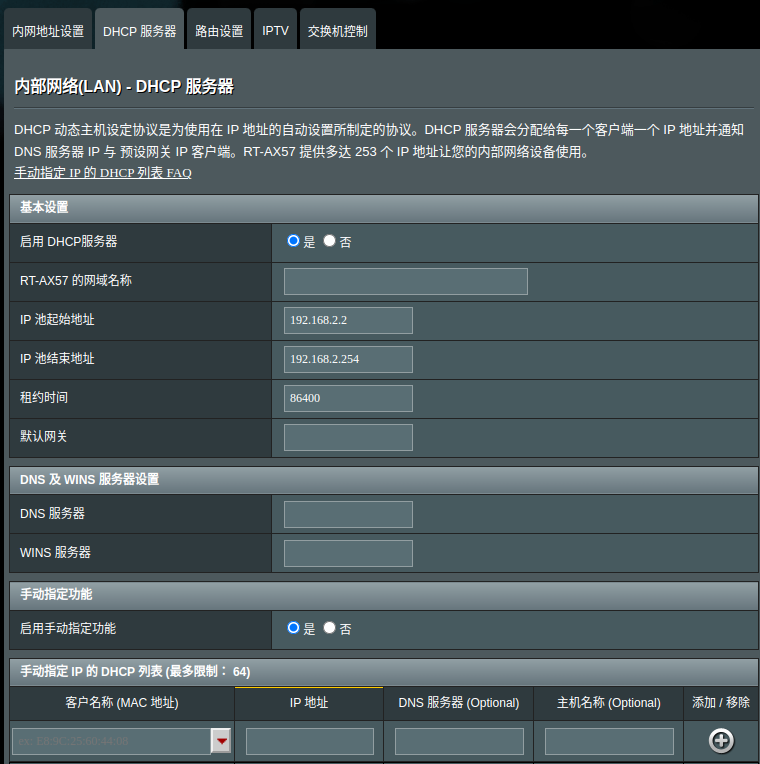 内网地址设置 DHCP 服务器 路由设置 IPTV 交换机控制
内部网络(LAN) - DHCP 服务器
DHCP 动态主机设定协议是为使用在 IP 地址的自动设置所制定的协议。DHCP 服务器会分配给每一个客户端一个 IP 地址并通知
DNS 服务器 IP 与 预设网关 IP 客户端。RT-AX57 提供多达 253 个 IP 地址让您的内部网络设备使用。
手动指定 IP 的 DHCP 列表 FAQ
基本设置
启用 DHCP服务器 是 否
RT-AX57 的网域名称
IP 池起始地址 192.168.2.2
IP 池结束地址 192.168.2.254
租约时间 86400
默认网关
DNS 及 WINS 服务器设置
DNS 服务器
WINS 服务器
手动指定功能
启用手动指定功能 是 否
手动指定 IP 的 DHCP 列表 (最多限制： 64)
客户名称 (MAC 地址) IP 地址 DNS 服务器 (Optional) 主机名称 (Optional) 添加 / 移除